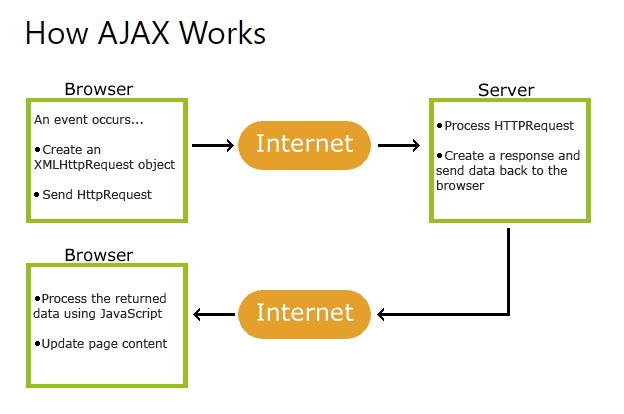 How AJAX Works
Browser
An event occurs...
•Create an
XMLHttpRequest object
• Send HttpRequest
Internet
Server
•Process HTTPRequest
•Create a response and
send data back to the
browser
Browser
•Process the returned
data using JavaScript
•Update page content
Internet